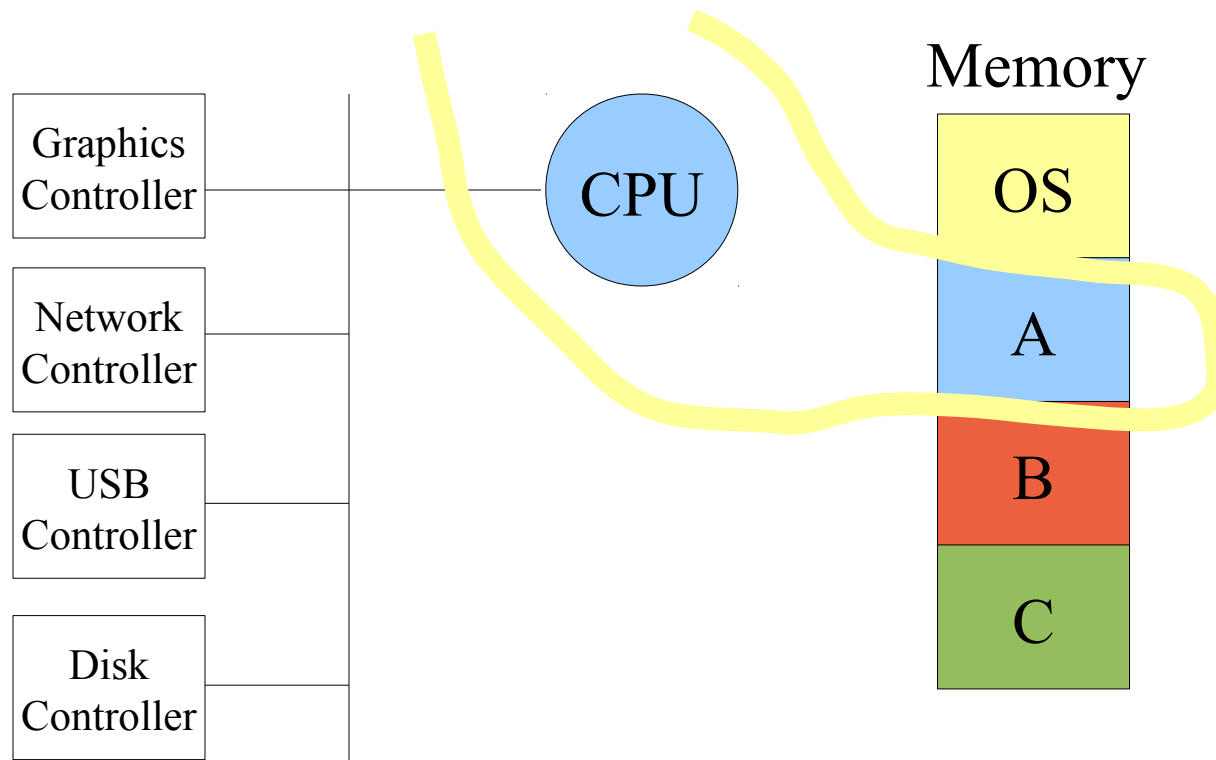 Graphics
Controller
Network
Controller
USB
Controller
Disk
Controller
CPU
Memory
OS
A
B
C